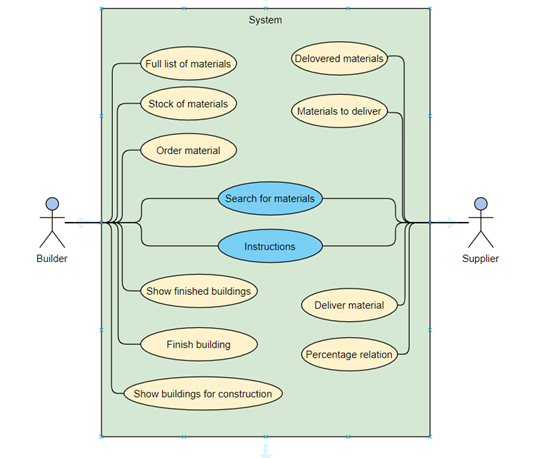 System
Full list of materials
Delovered materials
Stock of materials
Materials to deliver
Order material
Search for materials
Instructions
Builder
Supplier
Show finished buildings
Deliver material
Finish building
Percentage relation
Show buildings for construction